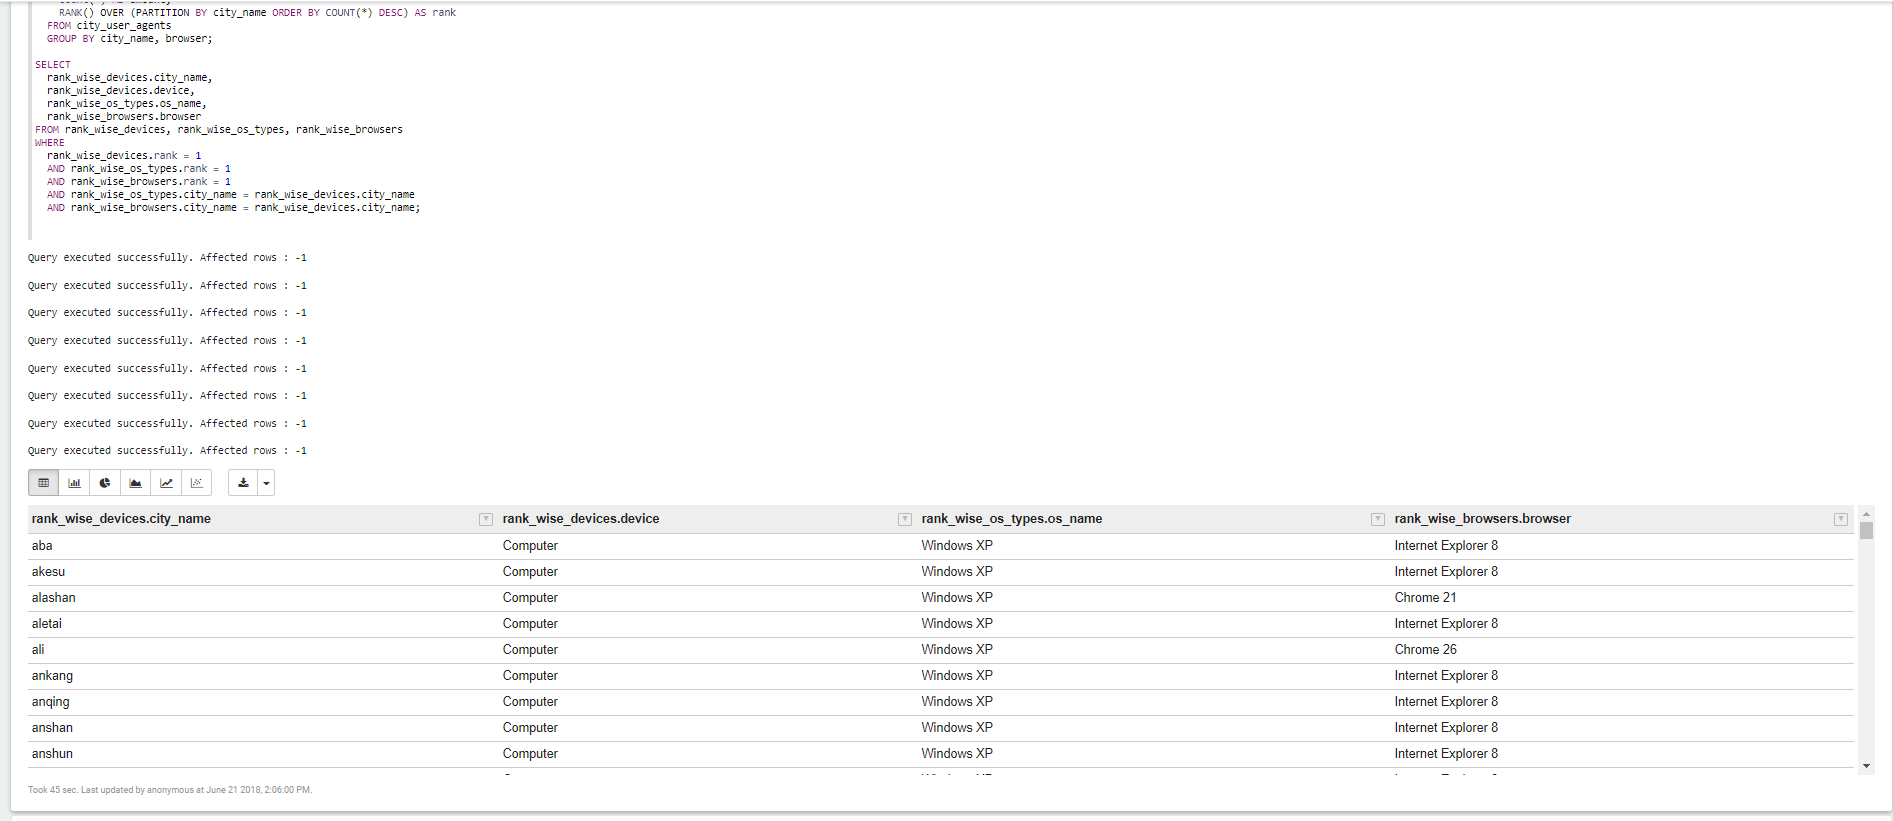 RANK() OVER (PARTITION BY city_name ORDER BY COUNT(*) DESC) AS rank
FROM city_user_agents
GROUP BY city_name, browser;
SELECT
rank_wise_devices.city_name,
rank_wise_devices.device,
rank_wise_os_types.os_name,
rank_wise_browsers.browser
FROM rank_wise_devices, rank_wise_os_types, rank_wise_browsers
WHERE
rank_wise_devices.rank = 1
AND rank_wise_os_types.rank = 1
AND rank_wise_browsers.rank = 1
AND rank_wise_os_types.city_name = rank_wise_devices.city_name
AND rank_wise_browsers.city_name = rank_wise_devices.city_name;
Query executed successfully. Affected rows : -1
Query executed successfully. Affected rows : -1
Query executed successfully. Affected rows : -1
Query executed successfully. Affected rows : -1
Query executed successfully. Affected rows : -1
Query executed successfully. Affected rows : -1
Query executed successfully. Affected rows : -1
Query executed successfully. Affected rows : -1
rank_wise_devices.city_name rank_wise_devices.device rank_wise_os_types.os_name rank_wise_browsers.browser
aba Computer Windows XP Internet Explorer 8
akesu Computer Windows XP Internet Explorer 8
alashan Computer Windows XP Chrome 21
aletai Computer Windows XP Internet Explorer 8
ali Computer Windows XP Chrome 26
ankang Computer Windows XP Internet Explorer 8
anqing Computer Windows XP Internet Explorer 8
anshan Computer Windows XP Internet Explorer 8
anshun Computer Windows XP Internet Explorer 8
Took 45 sec. Last updated by anonymous at June 21 2018, 2:06:00 PM.